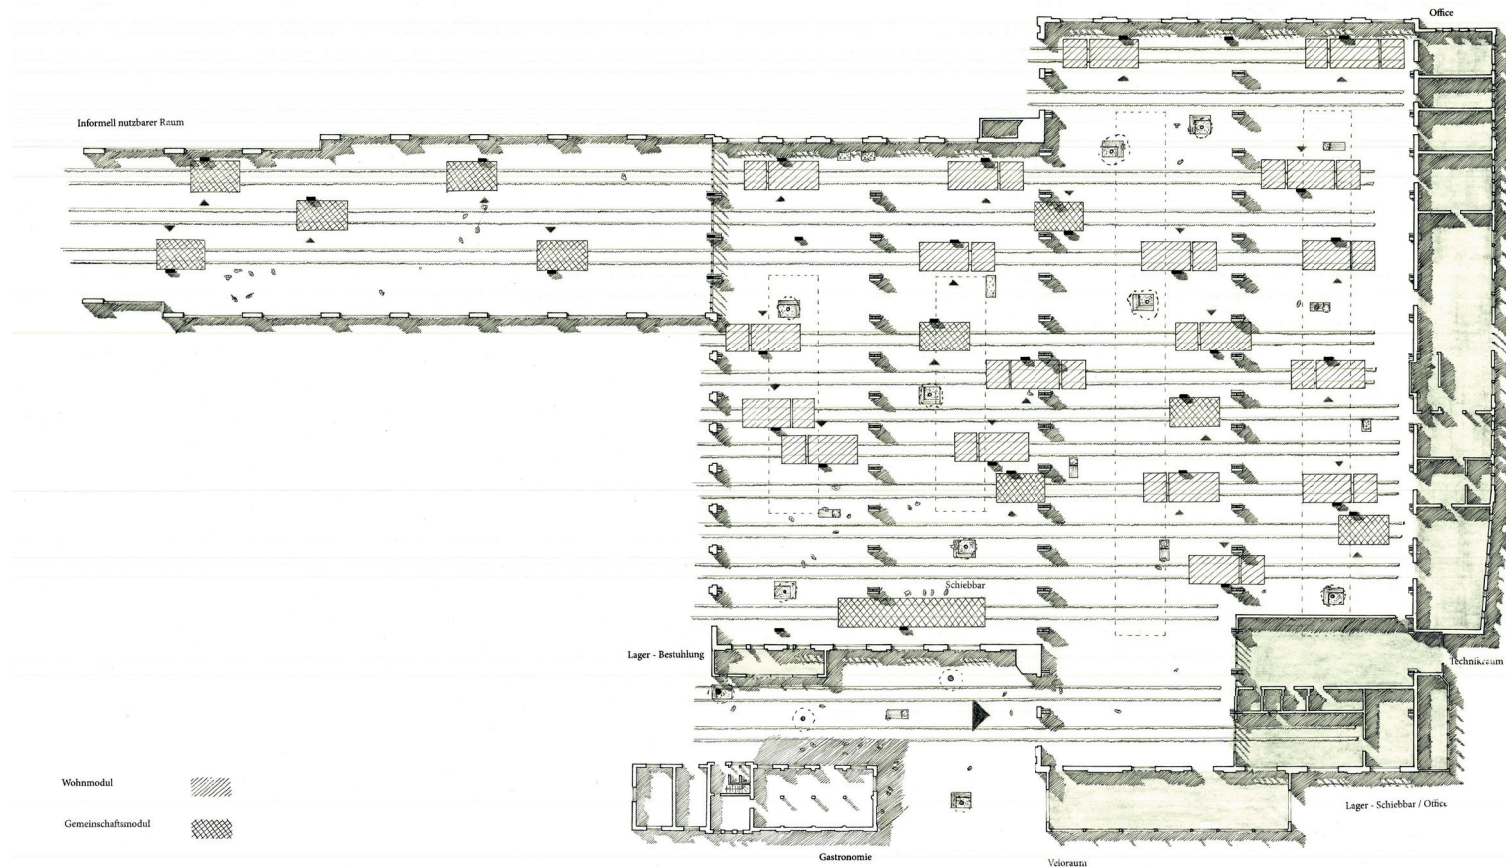 Office
Informell nutzbarer Raum
Schiebbar
Lager - Bestuhlung
Technikraum
Wohnmodul
Lager - Schiebbar / Office
Gemeinschaftsmodul
Gastronomie
Veloraum